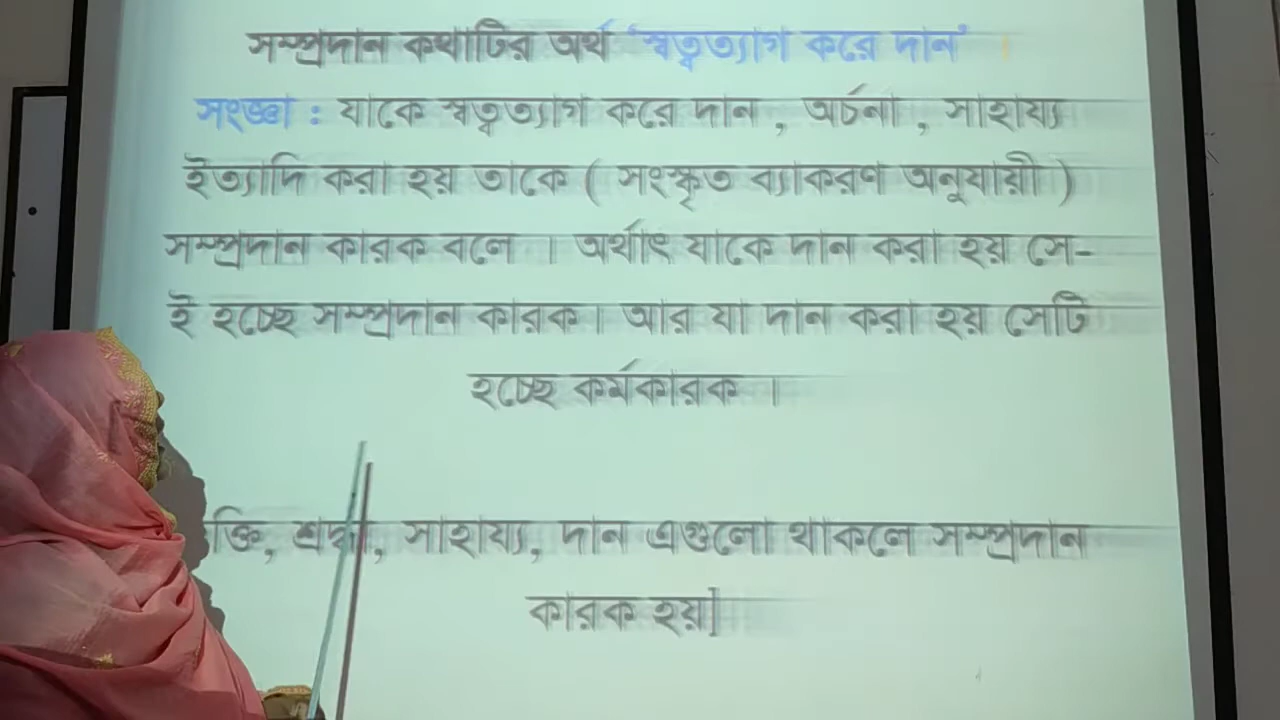 সম্প্রদান কথাটির অর্থ 'স্বত্বত্যাগ করে দান' ।
সংজ্ঞা : যাকে স্বত্বত্যাগ করে দান , অর্চনা , সাহায্য
ইত্যাদি করা হয় তাকে ( সংস্কৃত ব্যাকরণ অনুযায়ী )
সম্প্রদান কারক বলে । অর্থাৎ যাকে দান করা হয় সে-
ই হচ্ছে সম্প্রদান কারক। আর যা দান করা হয় সেটি
হচ্ছে কর্মকারক ।
শ্রদ্ধা, সাহায্য, দান এগুলো থাকলে সম্প্রদান
কারক হয়]